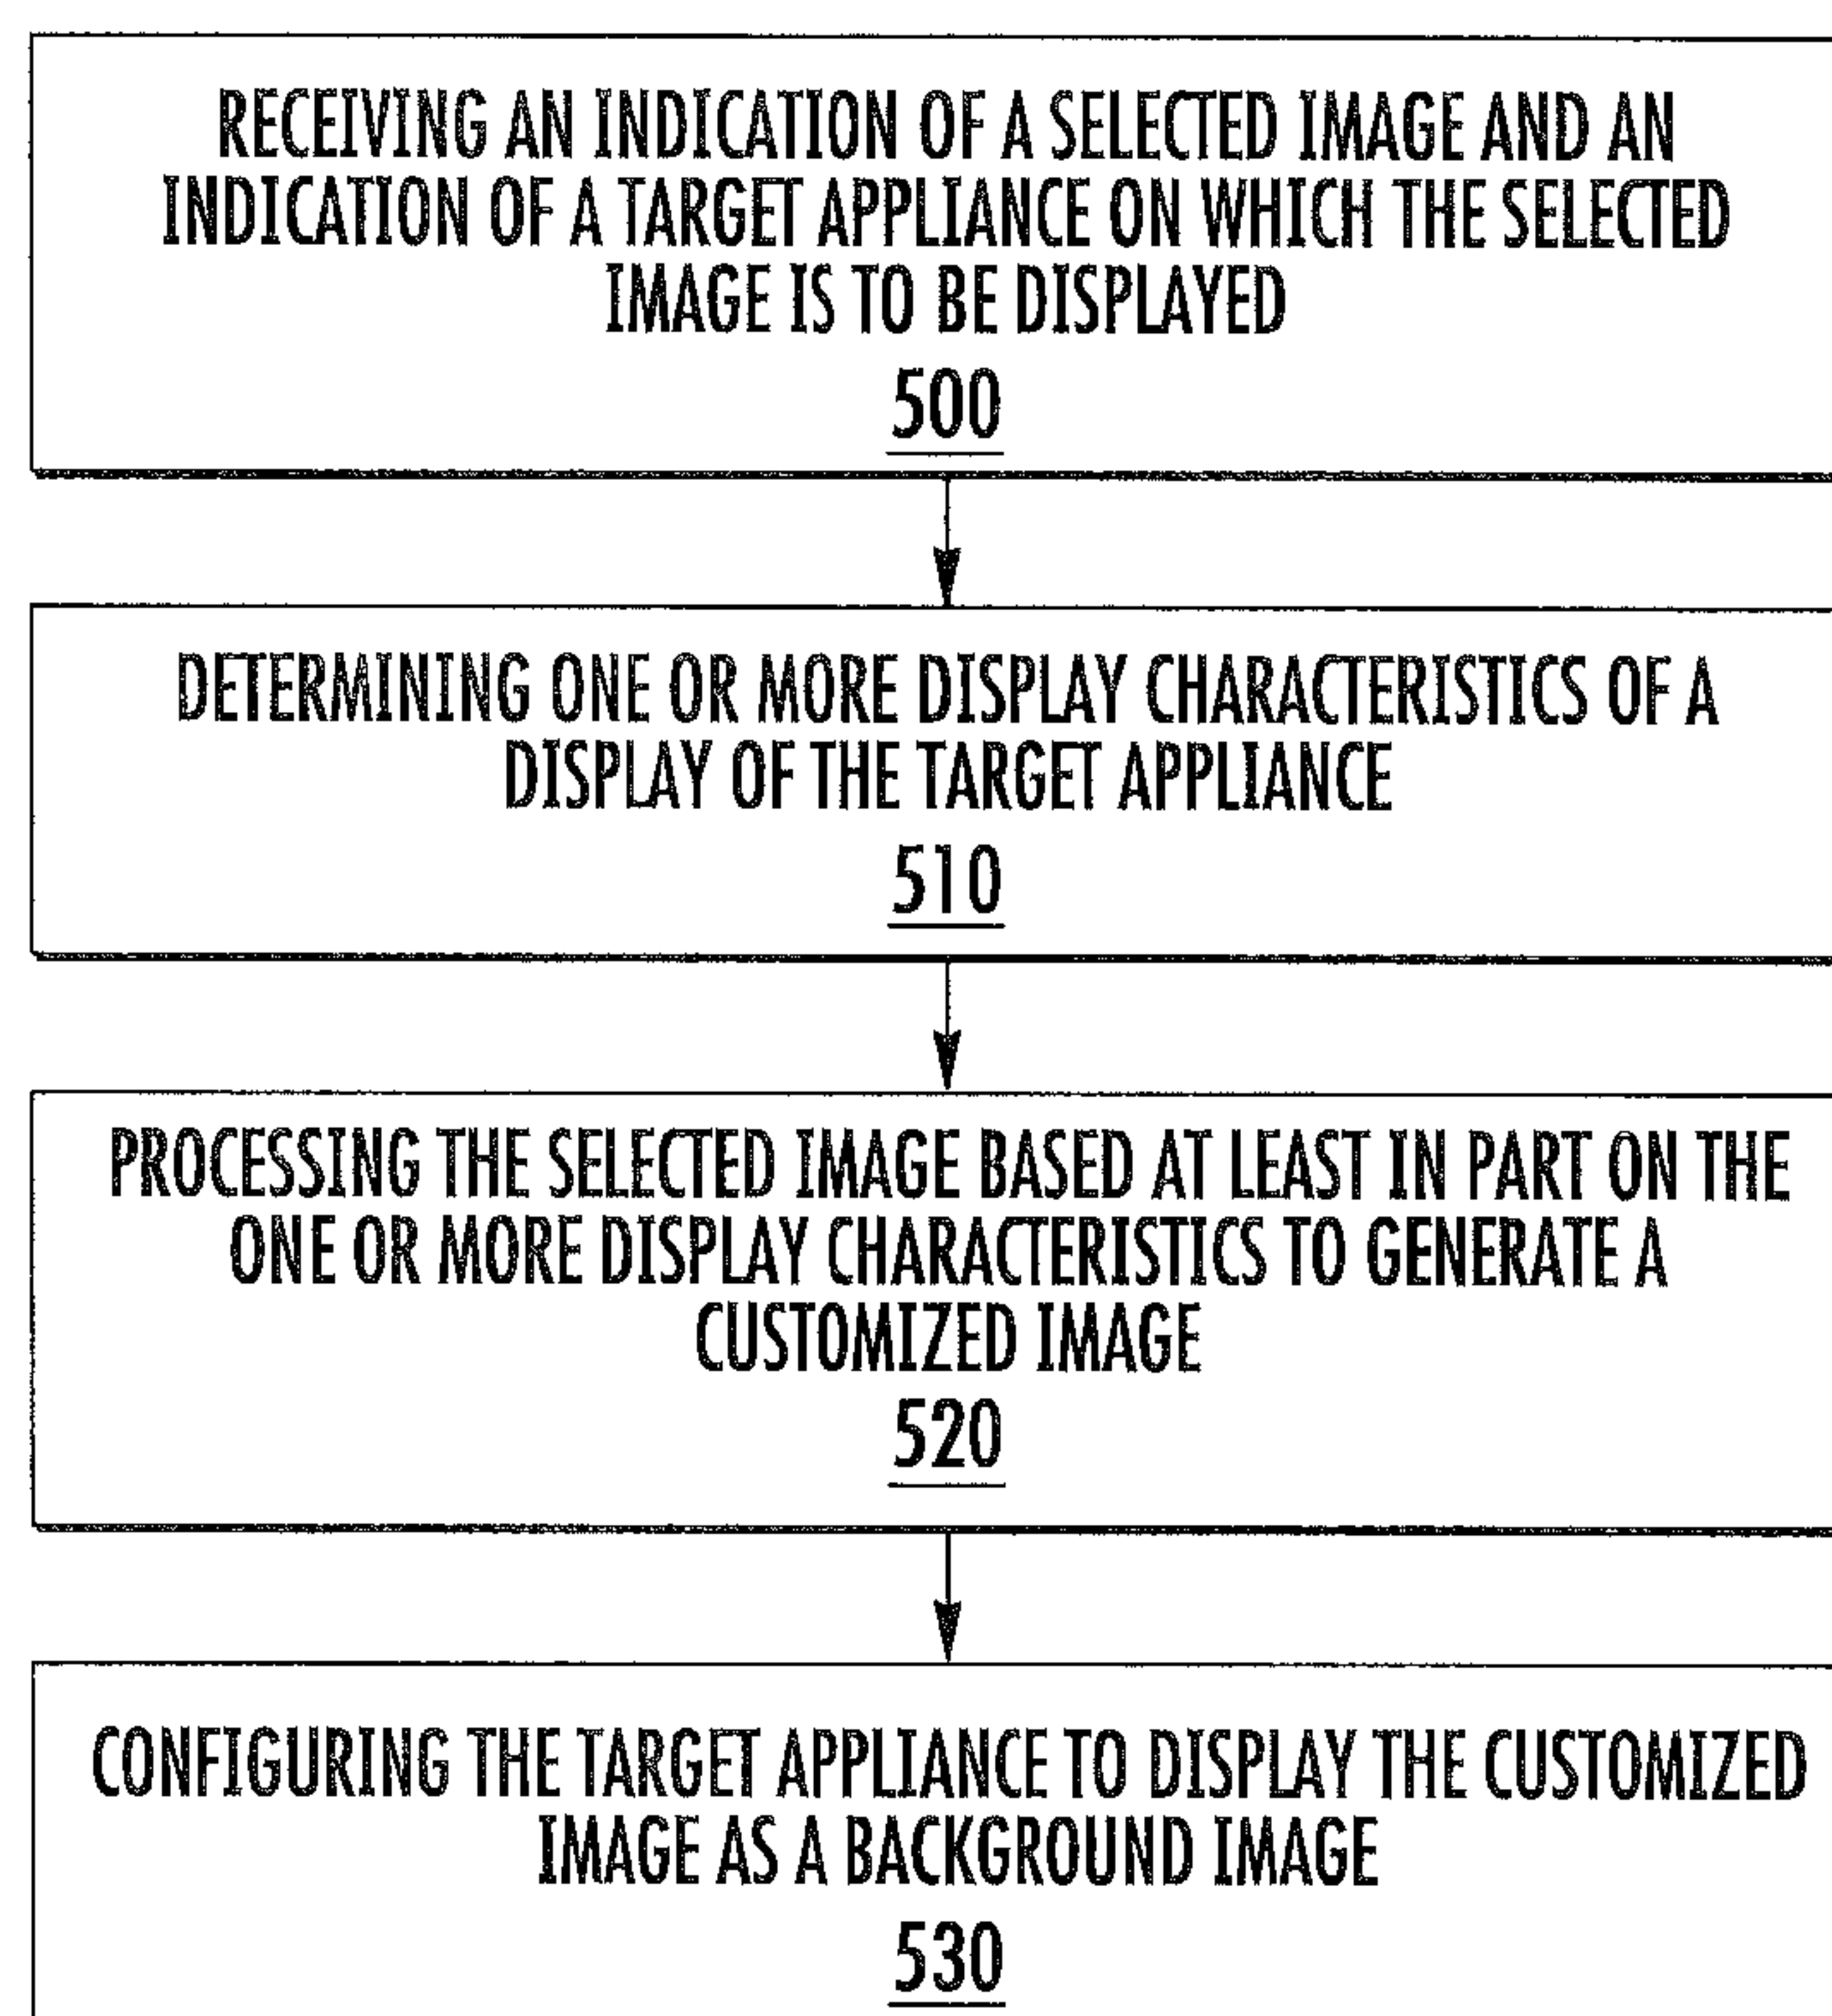 RECEIVING AN INDICATION OF A SELECTED IMAGE AND AN
INDICATION OF A TARGET APPLIANCE ON WHICH THE SELECTED
IMAGE IS TO BE DISPLAYED
500
DETERMINING ONE OR MORE DISPLAY CHARACTERISTICS OF A
DISPLAY OF THE TARGET APPLIANCE
510
PROCESSING THE SELECTED IMAGE BASED AT LEAST IN PART ON THE
ONE OR MORE DISPLAY CHARACTERISTICS TO GENERATE A
CUSTOMIZED IMAGE
520
CONFIGURING THE TARGET APPLIANCE TO DISPLAY THE CUSTOMIZED
IMAGE AS A BACKGROUND IMAGE
530